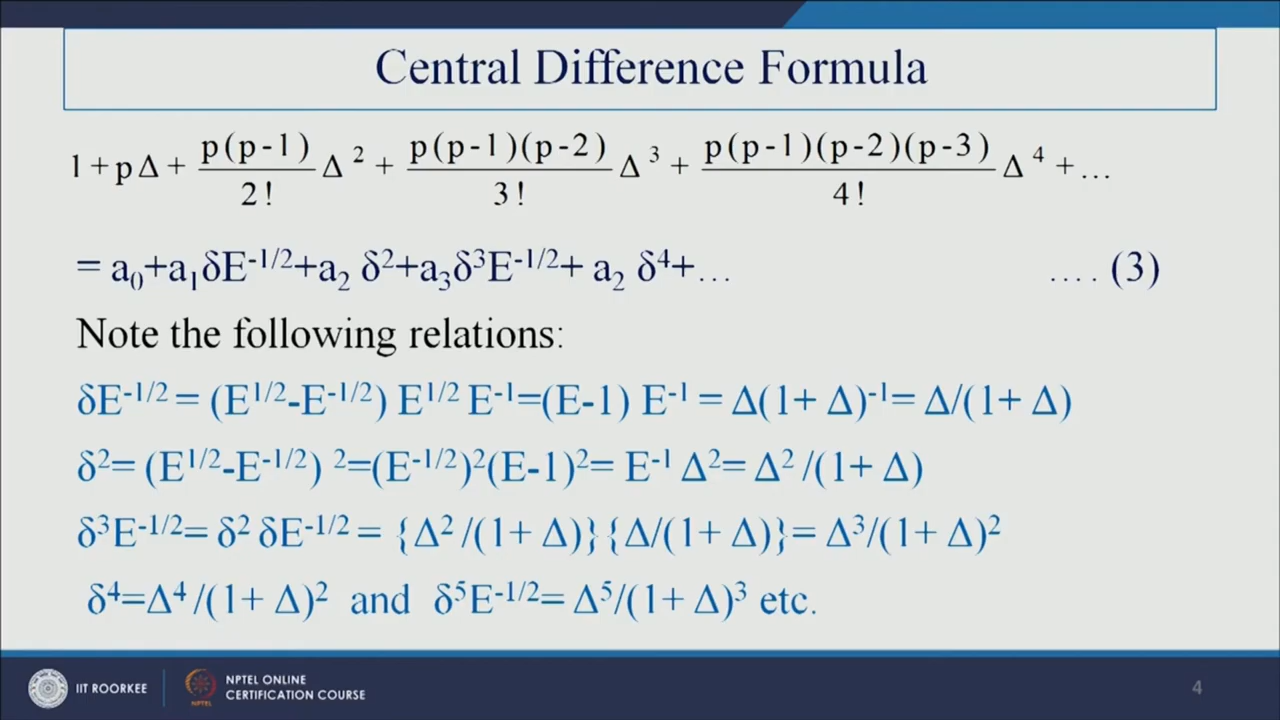 Central Difference Formula
1 + p Δ + p(p-1)/2! Δ² + p(p-1)(p-2)/3! Δ³ + p(p-1)(p-2)(p-3)/4! Δ⁴ + ...
= a₀+a₁δE⁻¹/²+a₂ δ²+a₃δ³E⁻¹/²+ a₂ δ⁴+... .... (3)
Note the following relations:
δE⁻¹/² = (E¹/²-E⁻¹/²) E¹/² E⁻¹=(E-1) E⁻¹ = Δ(1+ Δ)⁻¹= Δ/(1+ Δ)
δ²= (E¹/²-E⁻¹/²) ²=(E⁻¹/²)²(E-1)²= E⁻¹ Δ²= Δ² /(1+ Δ)
δ³E⁻¹/²= δ² δE⁻¹/² = {Δ² /(1+ Δ)}{Δ/(1+ Δ)}= Δ³/(1+ Δ)²
δ⁴=Δ⁴ /(1+ Δ)² and δ⁵E⁻¹/²= Δ⁵/(1+ Δ)³ etc.
IIT ROORKEE
NPTEL
NPTEL ONLINE
CERTIFICATION COURSE
4